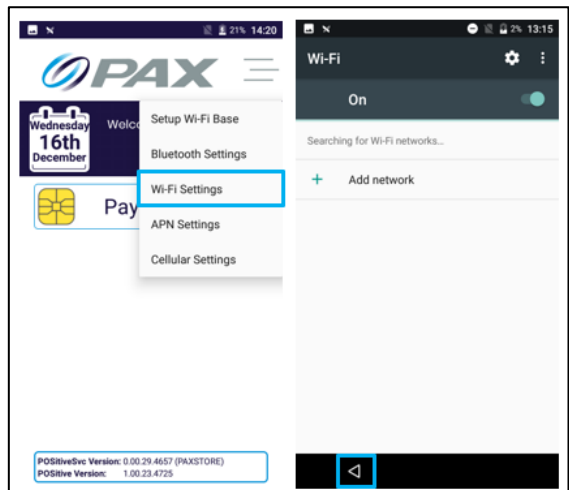 21% 14:20
PAX
Wednesday
16th
December
Welco
Setup Wi-Fi Base
Bluetooth Settings
Wi-Fi Settings
APN Settings
Cellular Settings
Pay
POSitiveSvc Version: 0.00.29.4657 (PAXSTORE)
POSitive Version: 1.00.23.4725
2% 13:15
Wi-Fi
On
Searching for Wi-Fi networks...
Add network